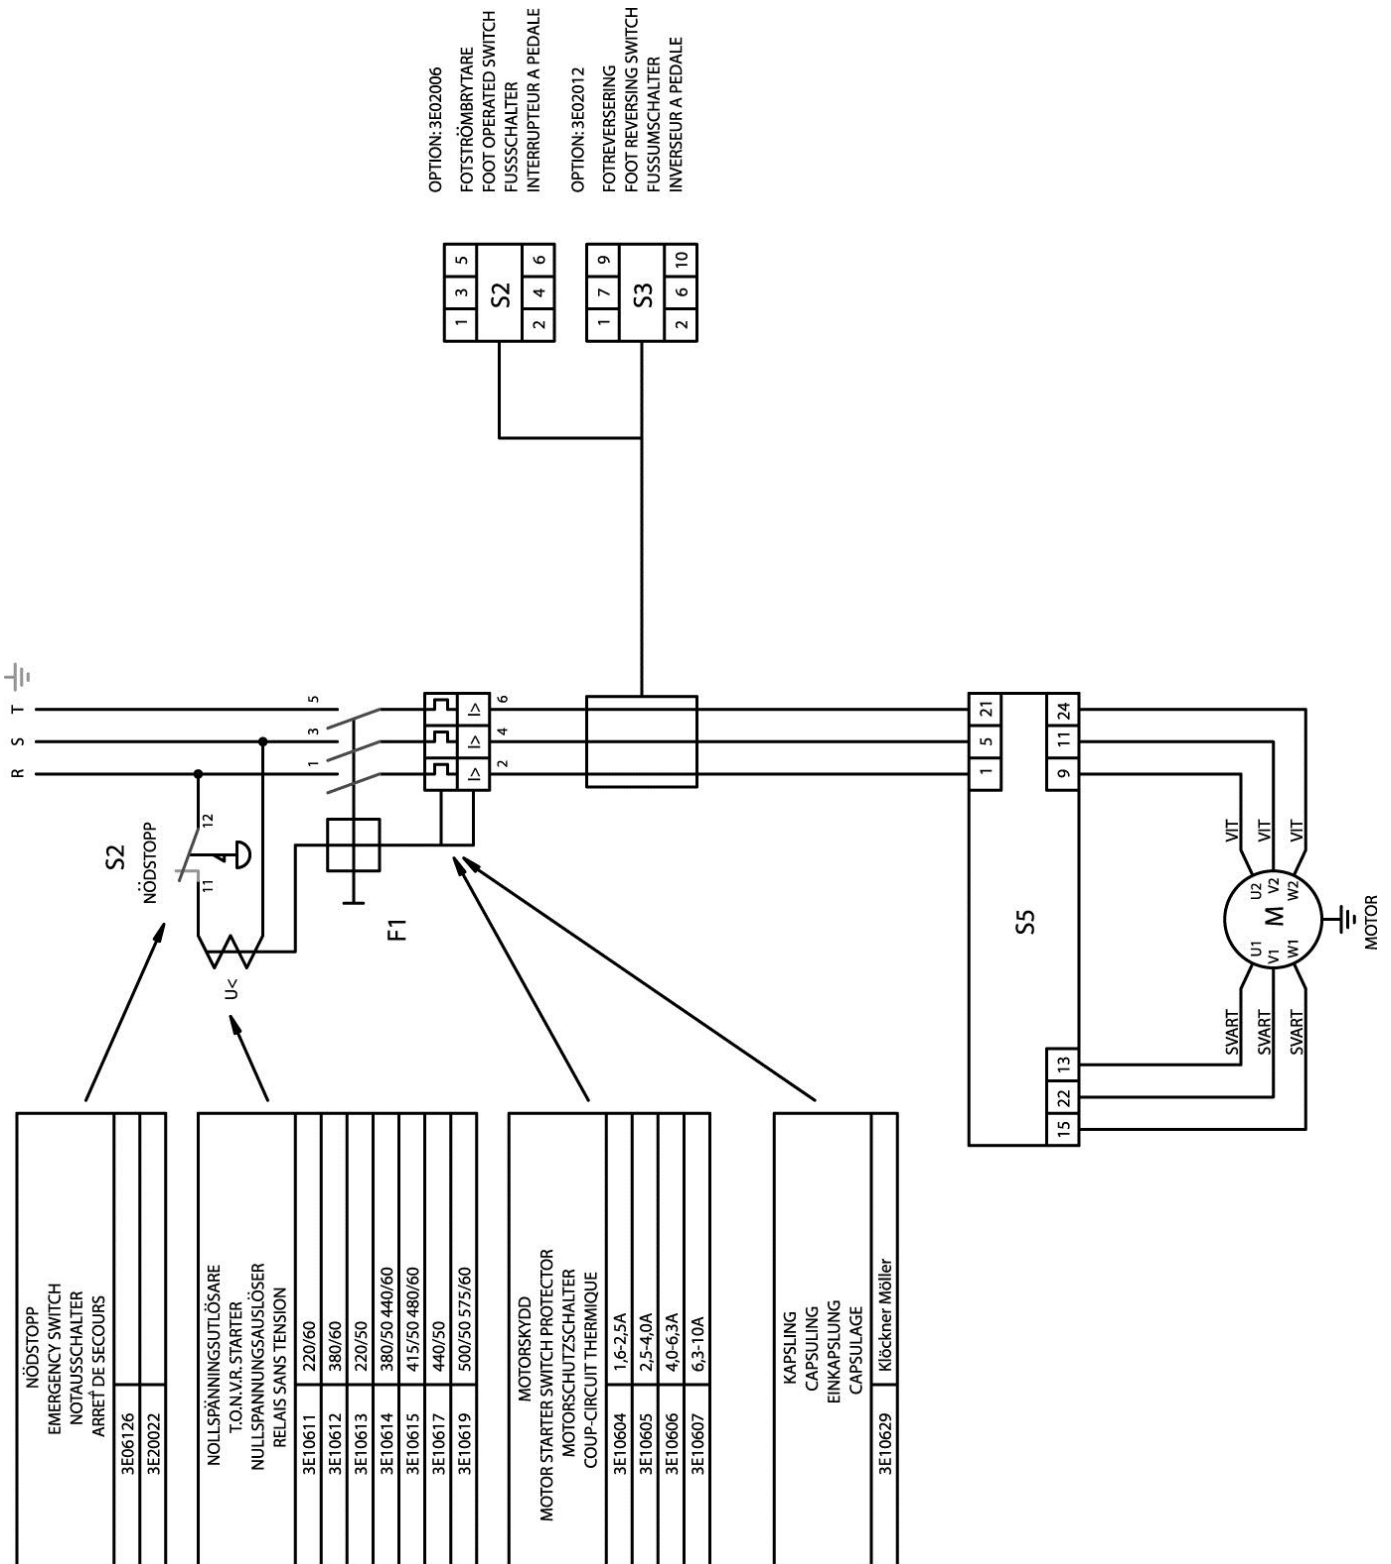 NÖDSTOPP
EMERGENCY SWITCH
NOTAUSSCHALTER
ARRÊT DE SECOURS
3E06126
3E20022
NOLLSPÄNNINGSUTLÖSARE
T.O.N.V.R. STARTER
NULLSPANNUNGSAUSLÖSER
RELAIS SANS TENSION
3E10611 220/60
3E10612 380/60
3E10613 220/50
3E10614 380/50 440/60
3E10615 415/50 480/60
3E10617 440/50
3E10619 500/50 575/60
MOTORSKYDD
MOTOR STARTER SWITCH PROTECTOR
MOTORSCHUTZSCHALTER
COUP-CIRCUIT THERMIQUE
3E10604 1,6-2,5A
3E10605 2,5-4,0A
3E10606 4,0-6,3A
3E10607 6,3-10A
KAPSLING
CAPSULING
EINKAPSLUNG
CAPSULAGE
3E10629 Klöckner Möller
R S T
S2
NÖDSTOPP
11 12
U<
F1
1 3 5
I> I> I>
2 4 6
OPTION: 3E02006
FOTSTRÖMBRYTARE
FOOT OPERATED SWITCH
FUSSSCHALTER
INTERRUPTEUR A PEDALE
1 3 5
S2
2 4 6
OPTION: 3E02012
FOTREVERSERING
FOOT REVERSING SWITCH
FUSSUMSCHALTER
INVERSEUR A PEDALE
1 7 9
S3
2 6 10
1 5 21
S5
15 22 13 9 11 24
SVART VIT
SVART VIT
SVART VIT
U1 U2
V1 M V2
W1 W2
MOTOR